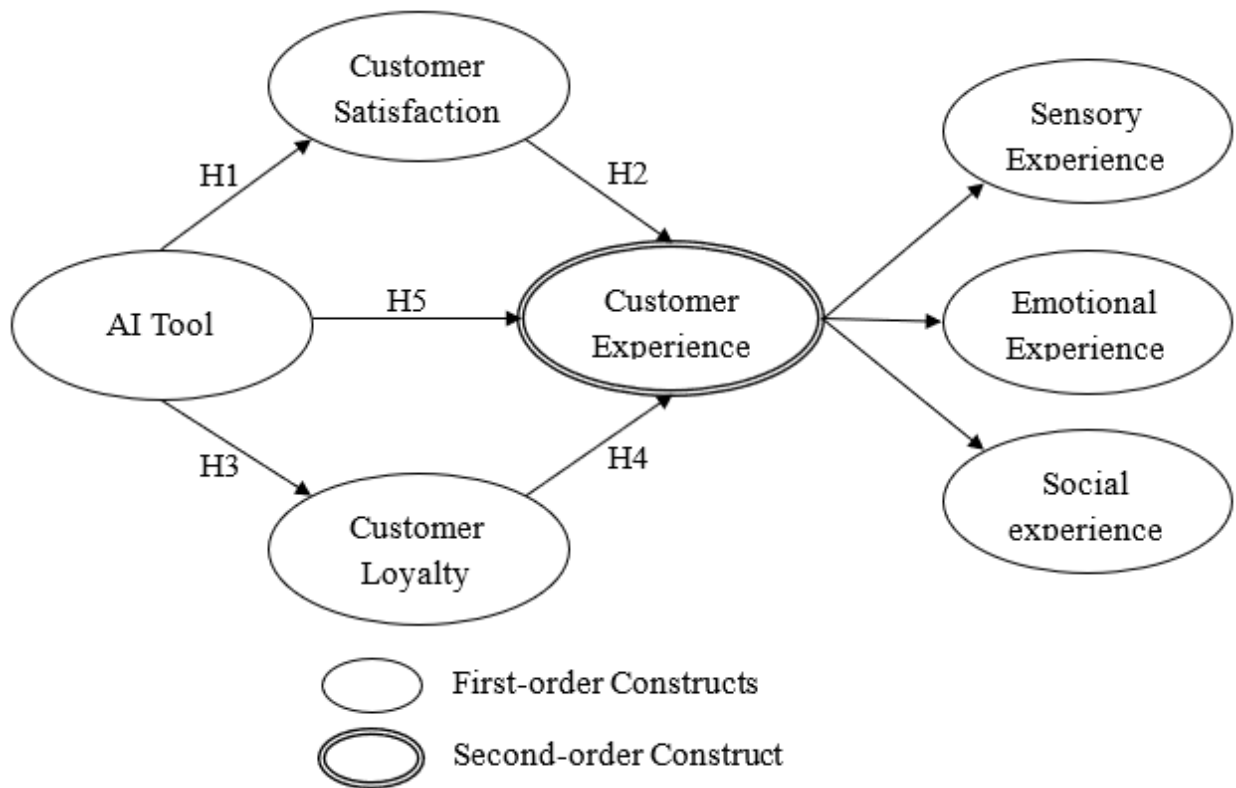 Customer
Satisfaction
Sensory
Experience
H1
H2
AI Tool
H5
Customer
Experience
Emotional
Experience
H3
H4
Customer
Loyalty
Social
experience
First-order Constructs
Second-order Construct